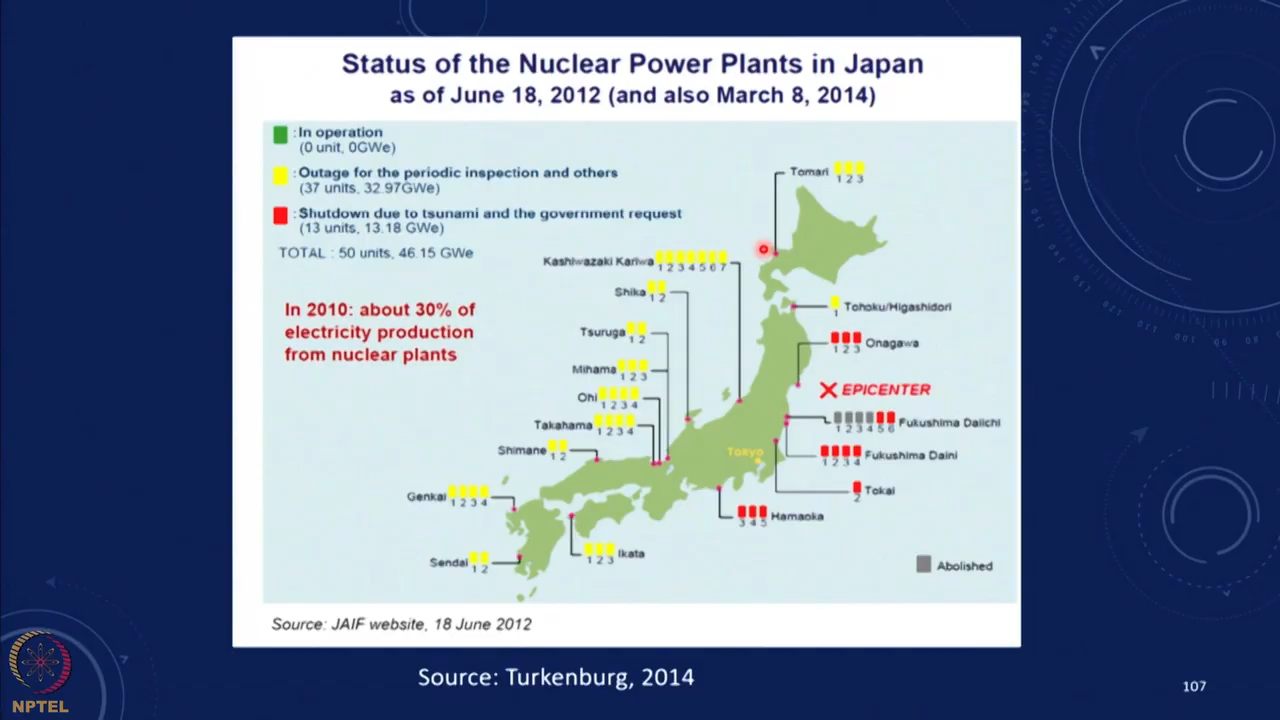 Status of the Nuclear Power Plants in Japan
as of June 18, 2012 (and also March 8, 2014)
: In operation
(0 unit, 0GWe)
: Outage for the periodic inspection and others
(37 units, 32.97GWe)
: Shutdown due to tsunami and the government request
(13 units, 13.18 GWe)
TOTAL : 50 units, 46.15 GWe
In 2010: about 30% of
electricity production
from nuclear plants
Tomari
1 2 3
Kashiwazaki Kariwa
1 2 3 4 5 6 7
Shika
1 2
Tohoku/Higashidori
1
Tsuruga
1 2
Onagawa
1 2 3
Mihama
1 2 3
EPICENTER
Ohi
1 2 3 4
Takahama
1 2 3 4
Fukushima Daiichi
1 2 3 4 5 6
Shimane
1 2
Tokyo
Fukushima Daini
1 2 3 4
Genkai
1 2 3 4
Tokai
2
Hamaoka
3 4 5
Ikata
1 2 3
Sendai
1 2
Abolished
Source: JAIF website, 18 June 2012
Source: Turkenburg, 2014
107
NPTEL